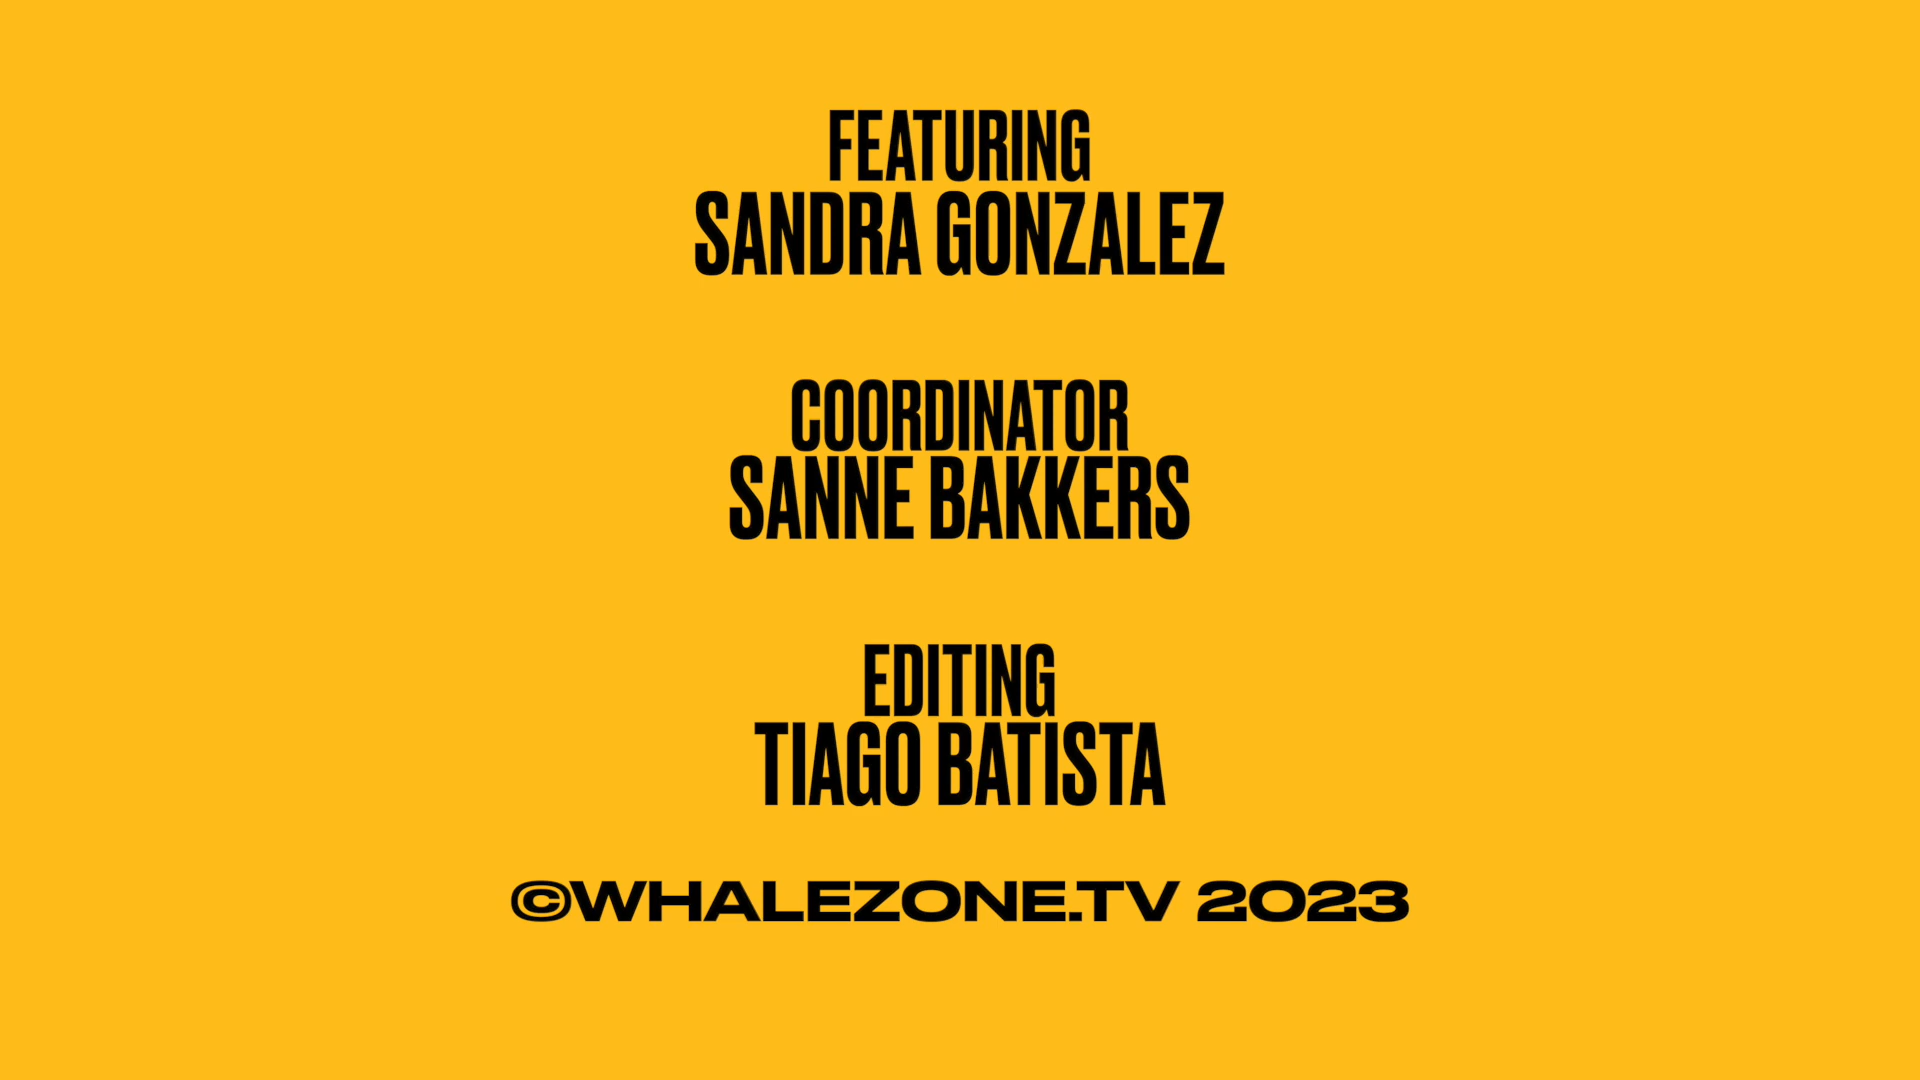 FEATURING
SANDRA GONZALEZ
COORDINATOR
SANNE BAKKERS
EDITING
TIAGO BATISTA
©WHALEZONE.TV 2023